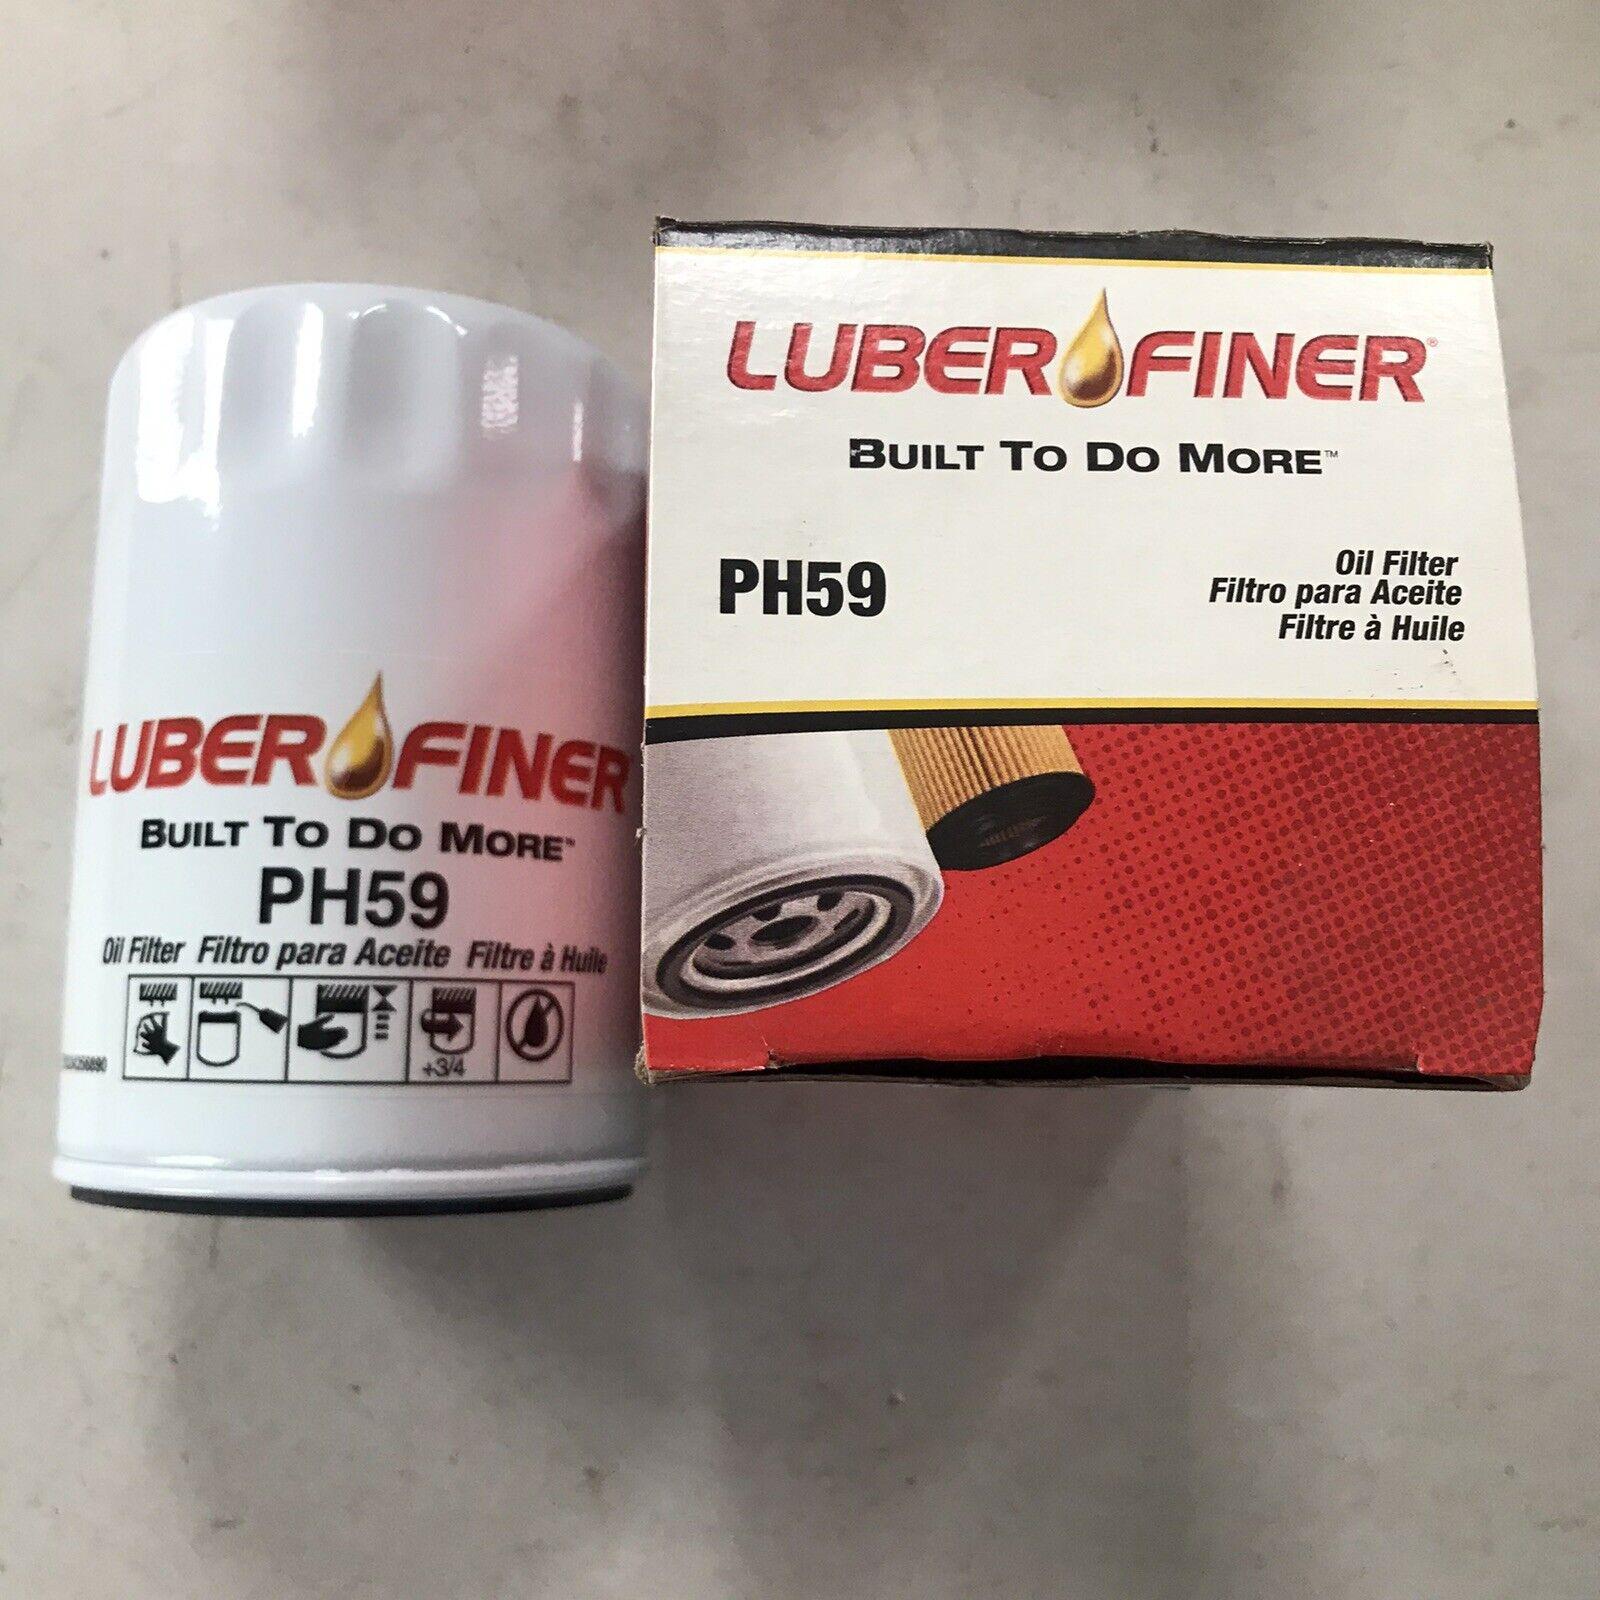 LUBERFINER
BUILT TO DO MORE™
PH59
Oil Filter Filtro para Aceite Filtre à Huile
+3/4
LUBERFINER®
BUILT TO DO MORE™
PH59
Oil Filter
Filtro para Aceite
Filtre à Huile